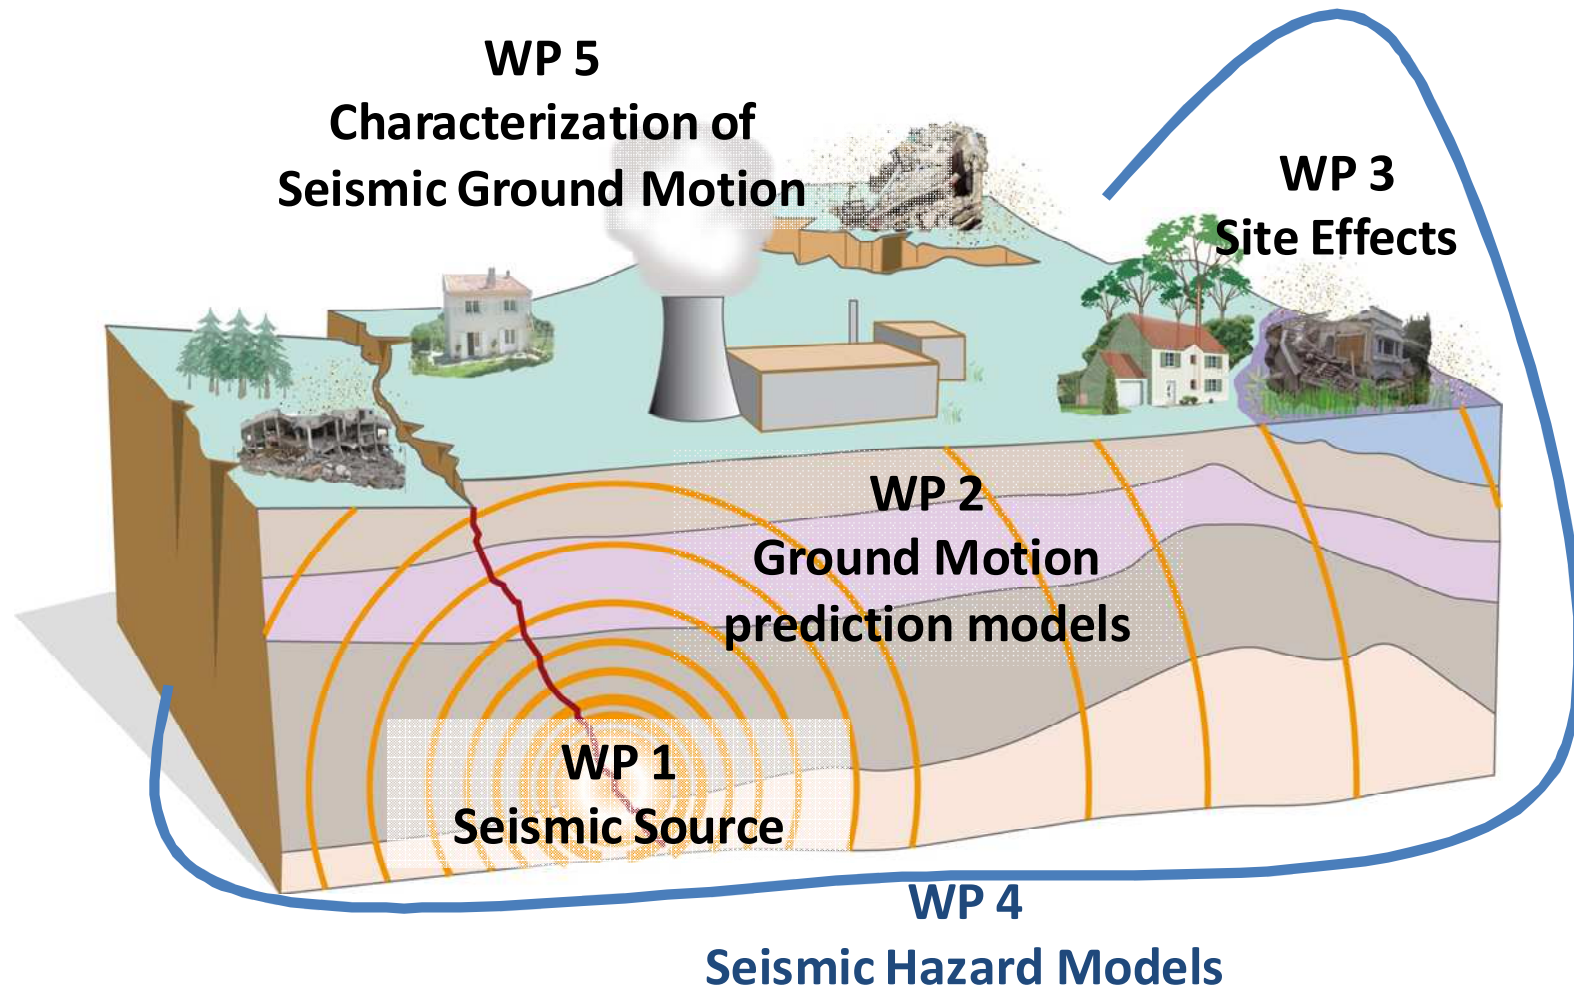 WP 5
Characterization of
Seismic Ground Motion
WP 3
Site Effects
WP 2
Ground Motion
prediction models
WP 1
Seismic Source
WP 4
Seismic Hazard Models